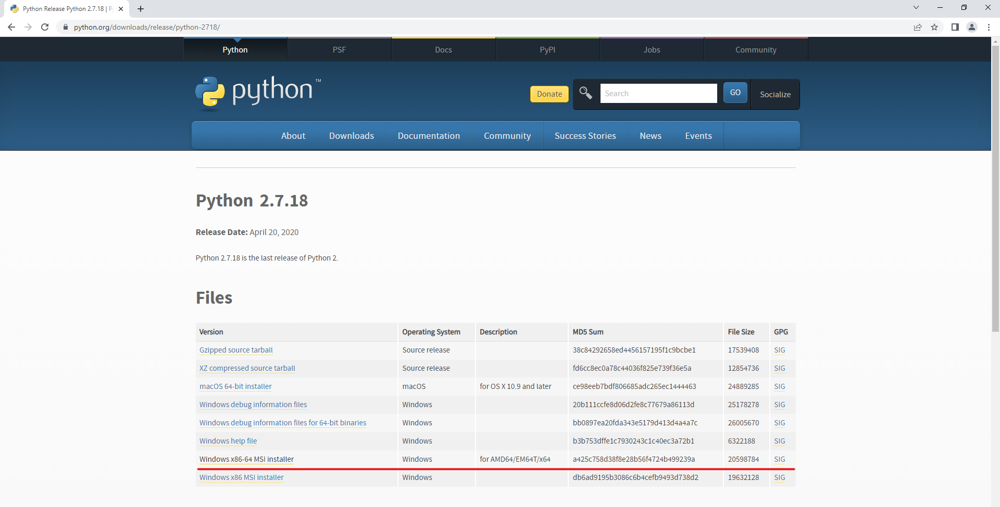 Python Release Python 2.7.18 |
python.org/downloads/release/python-2718/
Python PSF Docs PyPI Jobs Community
python™
Donate Search GO Socialize
About Downloads Documentation Community Success Stories News Events
Python 2.7.18
Release Date: April 20, 2020
Python 2.7.18 is the last release of Python 2.
Files
Version Operating System Description MD5 Sum File Size GPG
Gzipped source tarball Source release 38c84292658ed4456157195f1c9bcbe1 17539408 SIG
XZ compressed source tarball Source release fd6cc8ec0a78c44036f825e739f36e5a 12854736 SIG
macOS 64-bit installer macOS for OS X 10.9 and later ce98eeb7bdf806685adc265ec1444463 24889285 SIG
Windows debug information files Windows 20b111ccfe8d06d2fe8c77679a86113d 25178278 SIG
Windows debug information files for 64-bit binaries Windows bb0897ea20fda343e5179d413d4a4a7c 26005670 SIG
Windows help file Windows b3b753dffe1c7930243c1c40ec3a72b1 6322188 SIG
Windows x86-64 MSI installer Windows for AMD64/EM64T/x64 a425c758d38f8e28b56f4724b499239a 20598784 SIG
Windows x86 MSI installer Windows db6ad9195b3086c6b4cefb9493d738d2 19632128 SIG